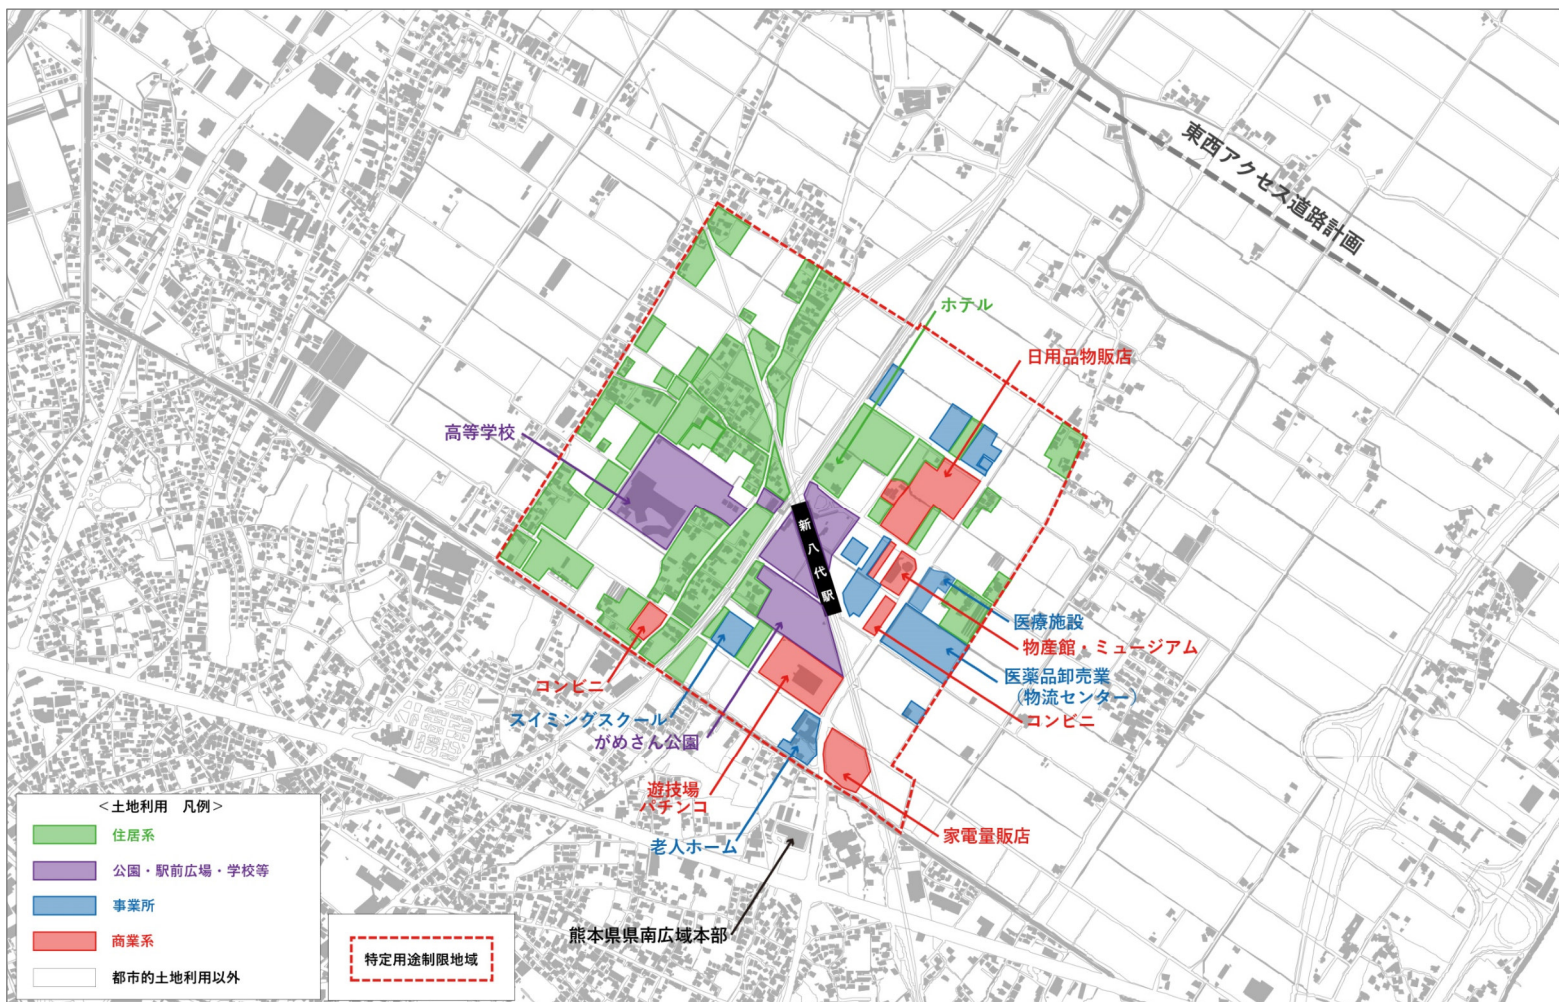 東西アクセス道路計画
ホテル
日用品物販店
高等学校
新八代駅
医療施設
物産館・ミュージアム
医薬品卸売業
(物流センター)
コンビニ
コンビニ
スイミングスクール
がめさん公園
遊技場
パチンコ
老人ホーム
家電量販店
熊本県県南広域本部
<土地利用 凡例>
住居系
公園・駅前広場・学校等
事業所
商業系
都市的土地利用以外
特定用途制限地域